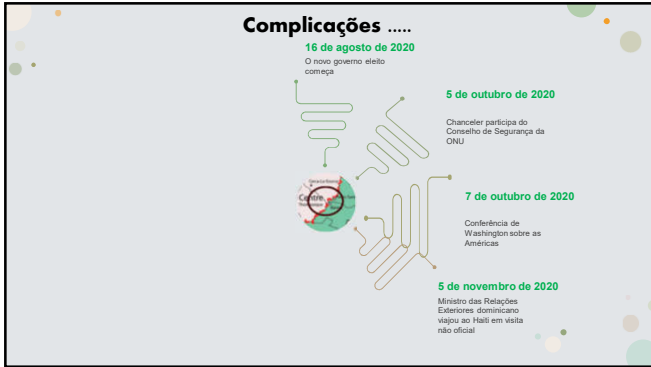 Complicações .....
16 de agosto de 2020
O novo governo eleito
começa
5 de outubro de 2020
Chanceler participa do
Conselho de Segurança da
ONU
7 de outubro de 2020
Conferência de
Washington sobre as
Américas
5 de novembro de 2020
Ministro das Relações
Exteriores dominicano
viajou ao Haiti em visita
não oficial
Centre